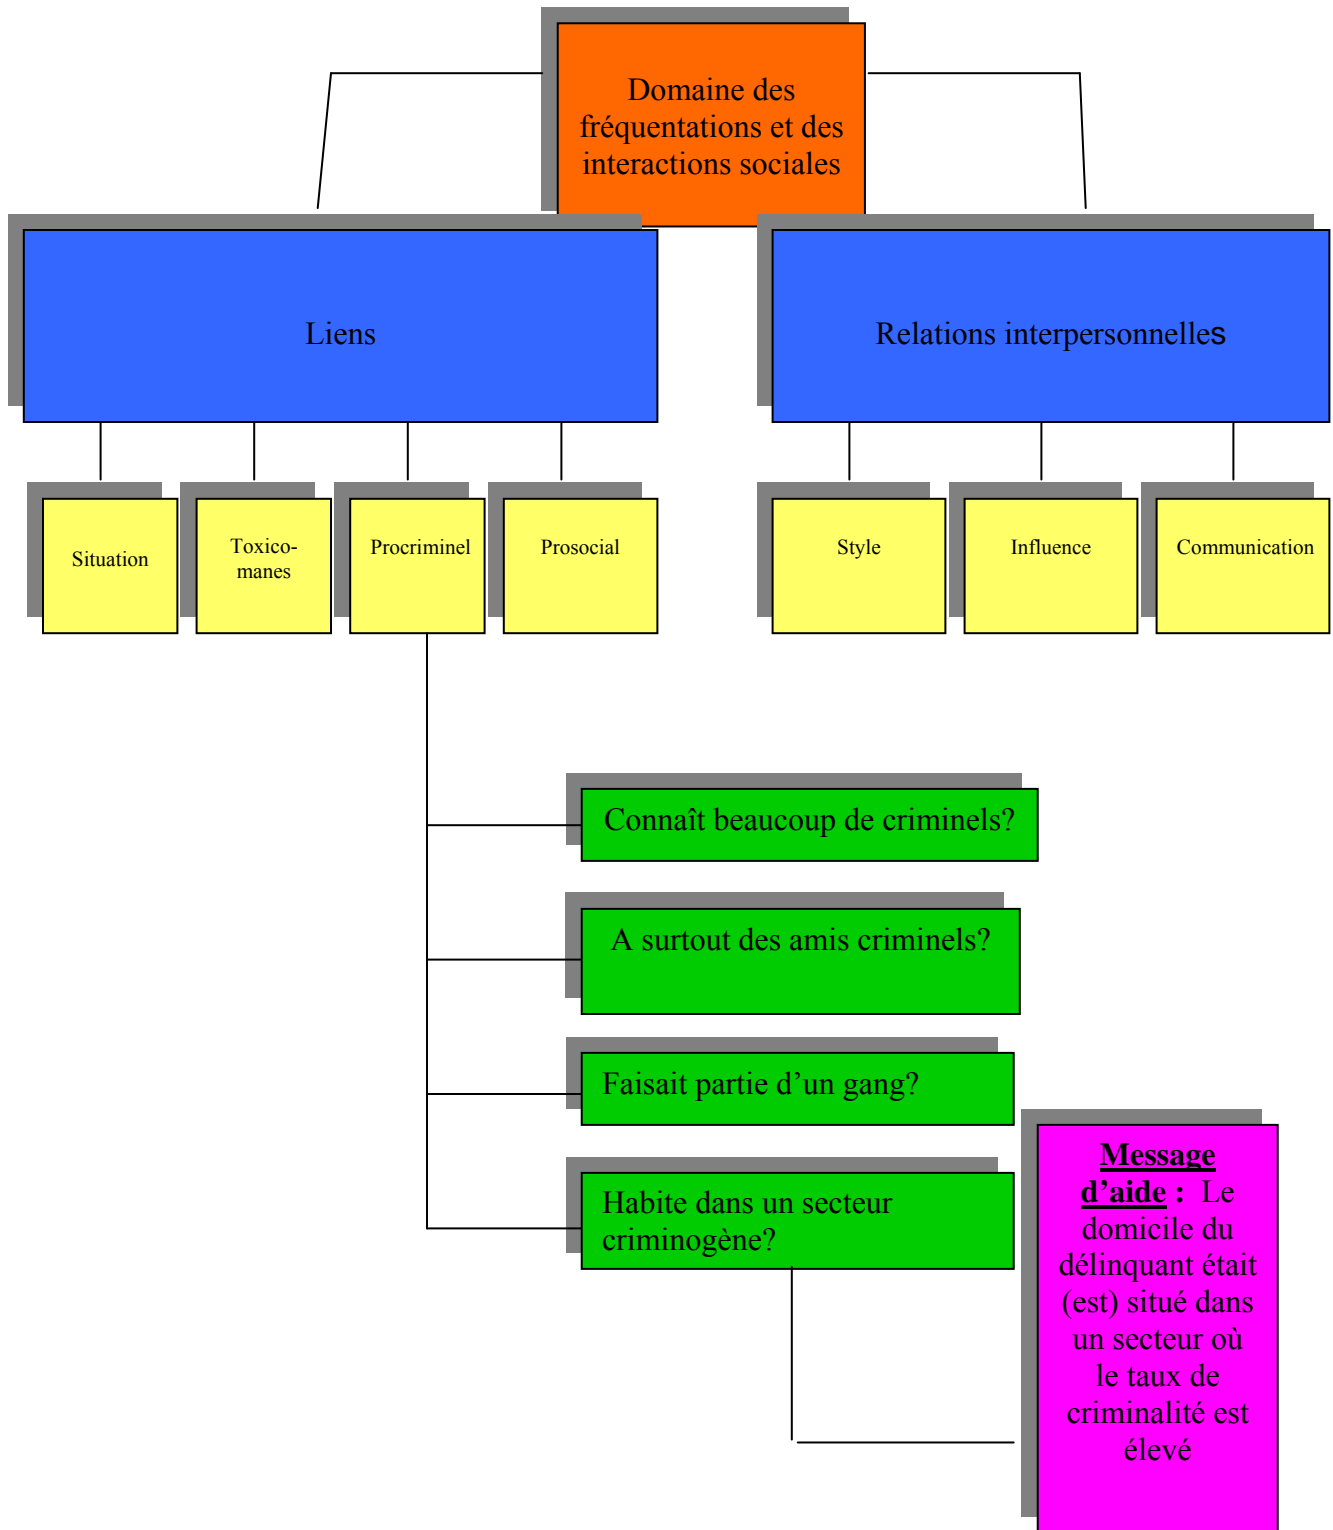 Domaine des
fréquentations et des
interactions sociales
Liens
Relations interpersonnelles
Situation
Toxico-
manes
Procriminel
Prosocial
Style
Influence
Communication
Connaît beaucoup de criminels?
A surtout des amis criminels?
Faisait partie d’un gang?
Habite dans un secteur
criminogène?
Message
d’aide : Le
domicile du
délinquant était
(est) situé dans
un secteur où
le taux de
criminalité est
élevé